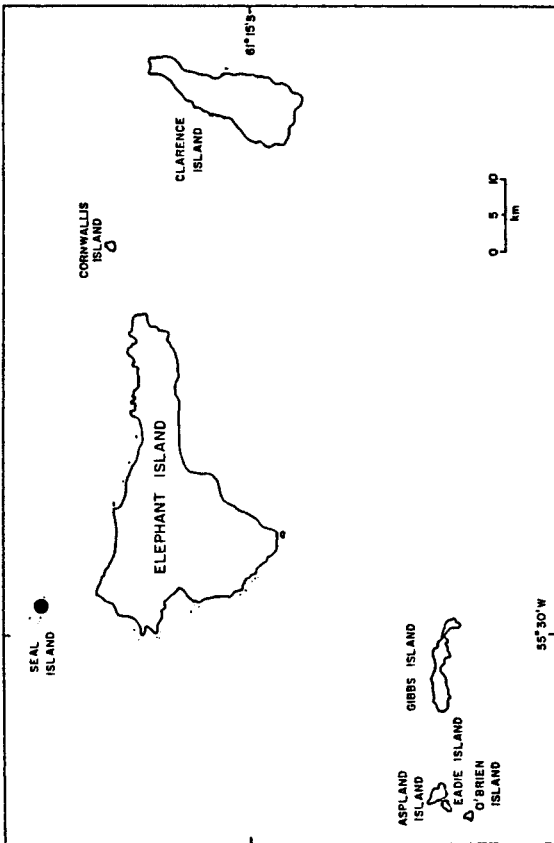 SEAL
ISLAND
ELEPHANT ISLAND
CORNWALLIS
ISLAND
CLARENCE
ISLAND
61°15'S
ASPLAND
ISLAND
EADIE ISLAND
O'BRIEN
ISLAND
GIBBS ISLAND
55°30'W
0 5 10
km